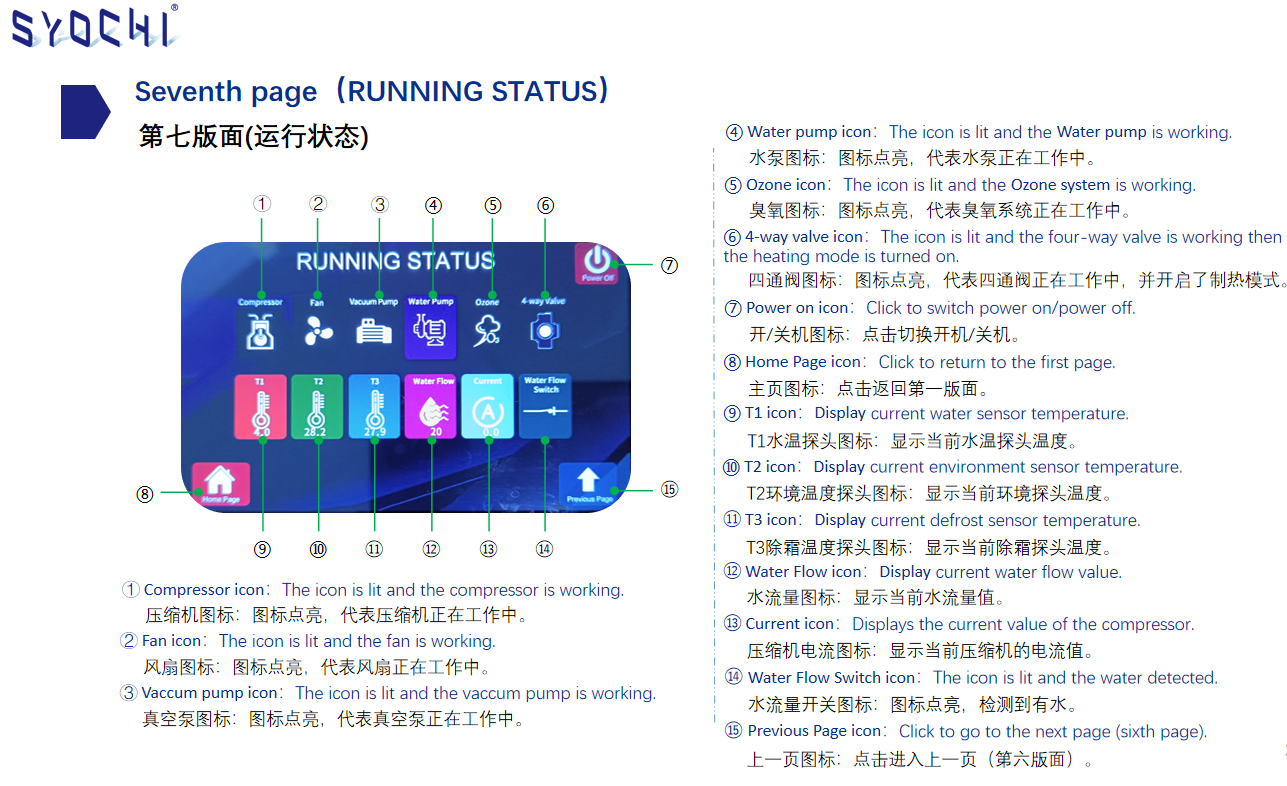 SYOCHI®
Seventh page（RUNNING STATUS）
第七版面(运行状态)
① ② ③ ④ ⑤ ⑥
RUNNING STATUS
Power Off
⑦
Compressor Fan Vacuum Pump Water Pump Ozone 4-way Valve
O₃
T1 T2 T3 Water Flow Current Water Flow
Switch
A
4.0 28.2 27.9 20 0.0
⑧ Home Page Previous Page ⑮
⑨ ⑩ ⑪ ⑫ ⑬ ⑭
① Compressor icon：The icon is lit and the compressor is working.
压缩机图标：图标点亮，代表压缩机正在工作中。
② Fan icon：The icon is lit and the fan is working.
风扇图标：图标点亮，代表风扇正在工作中。
③ Vaccum pump icon：The icon is lit and the vaccum pump is working.
真空泵图标：图标点亮，代表真空泵正在工作中。
④ Water pump icon：The icon is lit and the Water pump is working.
水泵图标：图标点亮，代表水泵正在工作中。
⑤ Ozone icon：The icon is lit and the Ozone system is working.
臭氧图标：图标点亮，代表臭氧系统正在工作中。
⑥ 4-way valve icon：The icon is lit and the four-way valve is working then
the heating mode is turned on.
四通阀图标：图标点亮，代表四通阀正在工作中，并开启了制热模式。
⑦ Power on icon：Click to switch power on/power off.
开/关机图标：点击切换开机/关机。
⑧ Home Page icon：Click to return to the first page.
主页图标：点击返回第一版面。
⑨ T1 icon：Display current water sensor temperature.
T1水温探头图标：显示当前水温探头温度。
⑩ T2 icon：Display current environment sensor temperature.
T2环境温度探头图标：显示当前环境探头温度。
⑪ T3 icon：Display current defrost sensor temperature.
T3除霜温度探头图标：显示当前除霜探头温度。
⑫ Water Flow icon：Display current water flow value.
水流量图标：显示当前水流量值。
⑬ Current icon：Displays the current value of the compressor.
压缩机电流图标：显示当前压缩机的电流值。
⑭ Water Flow Switch icon：The icon is lit and the water detected.
水流量开关图标：图标点亮，检测到有水。
⑮ Previous Page icon：Click to go to the next page (sixth page).
上一页图标：点击进入上一页（第六版面）。